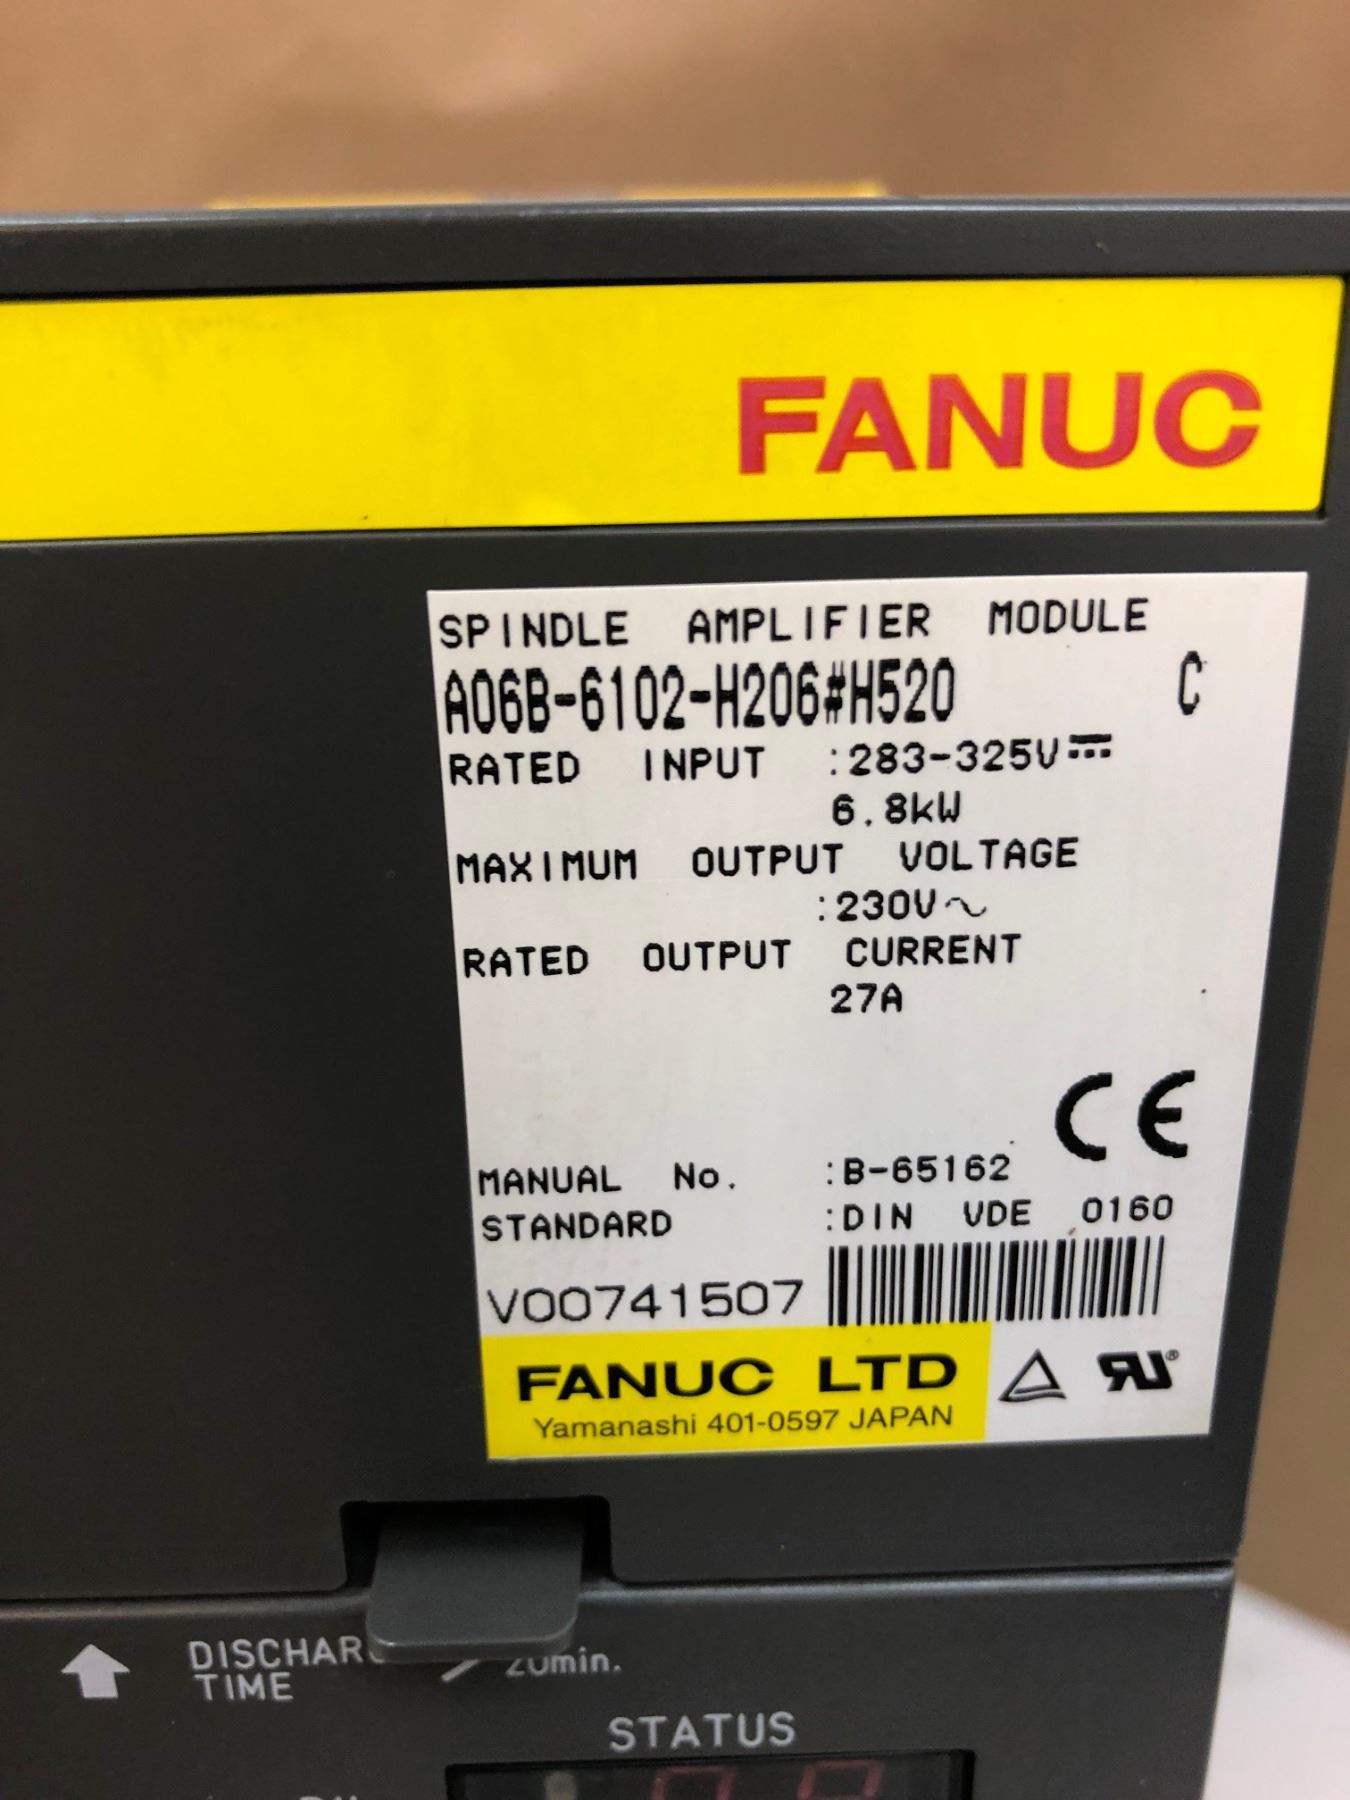 FANUC
SPINDLE AMPLIFIER MODULE
A06B-6102-H206#H520 C
RATED INPUT :283-325V⎓
6.8kW
MAXIMUM OUTPUT VOLTAGE
:230V~
RATED OUTPUT CURRENT
27A
CE
MANUAL No. :B-65162
STANDARD :DIN VDE 0160
V00741507
FANUC LTD
Yamanashi 401-0597 JAPAN
TIME
20min.
STATUS